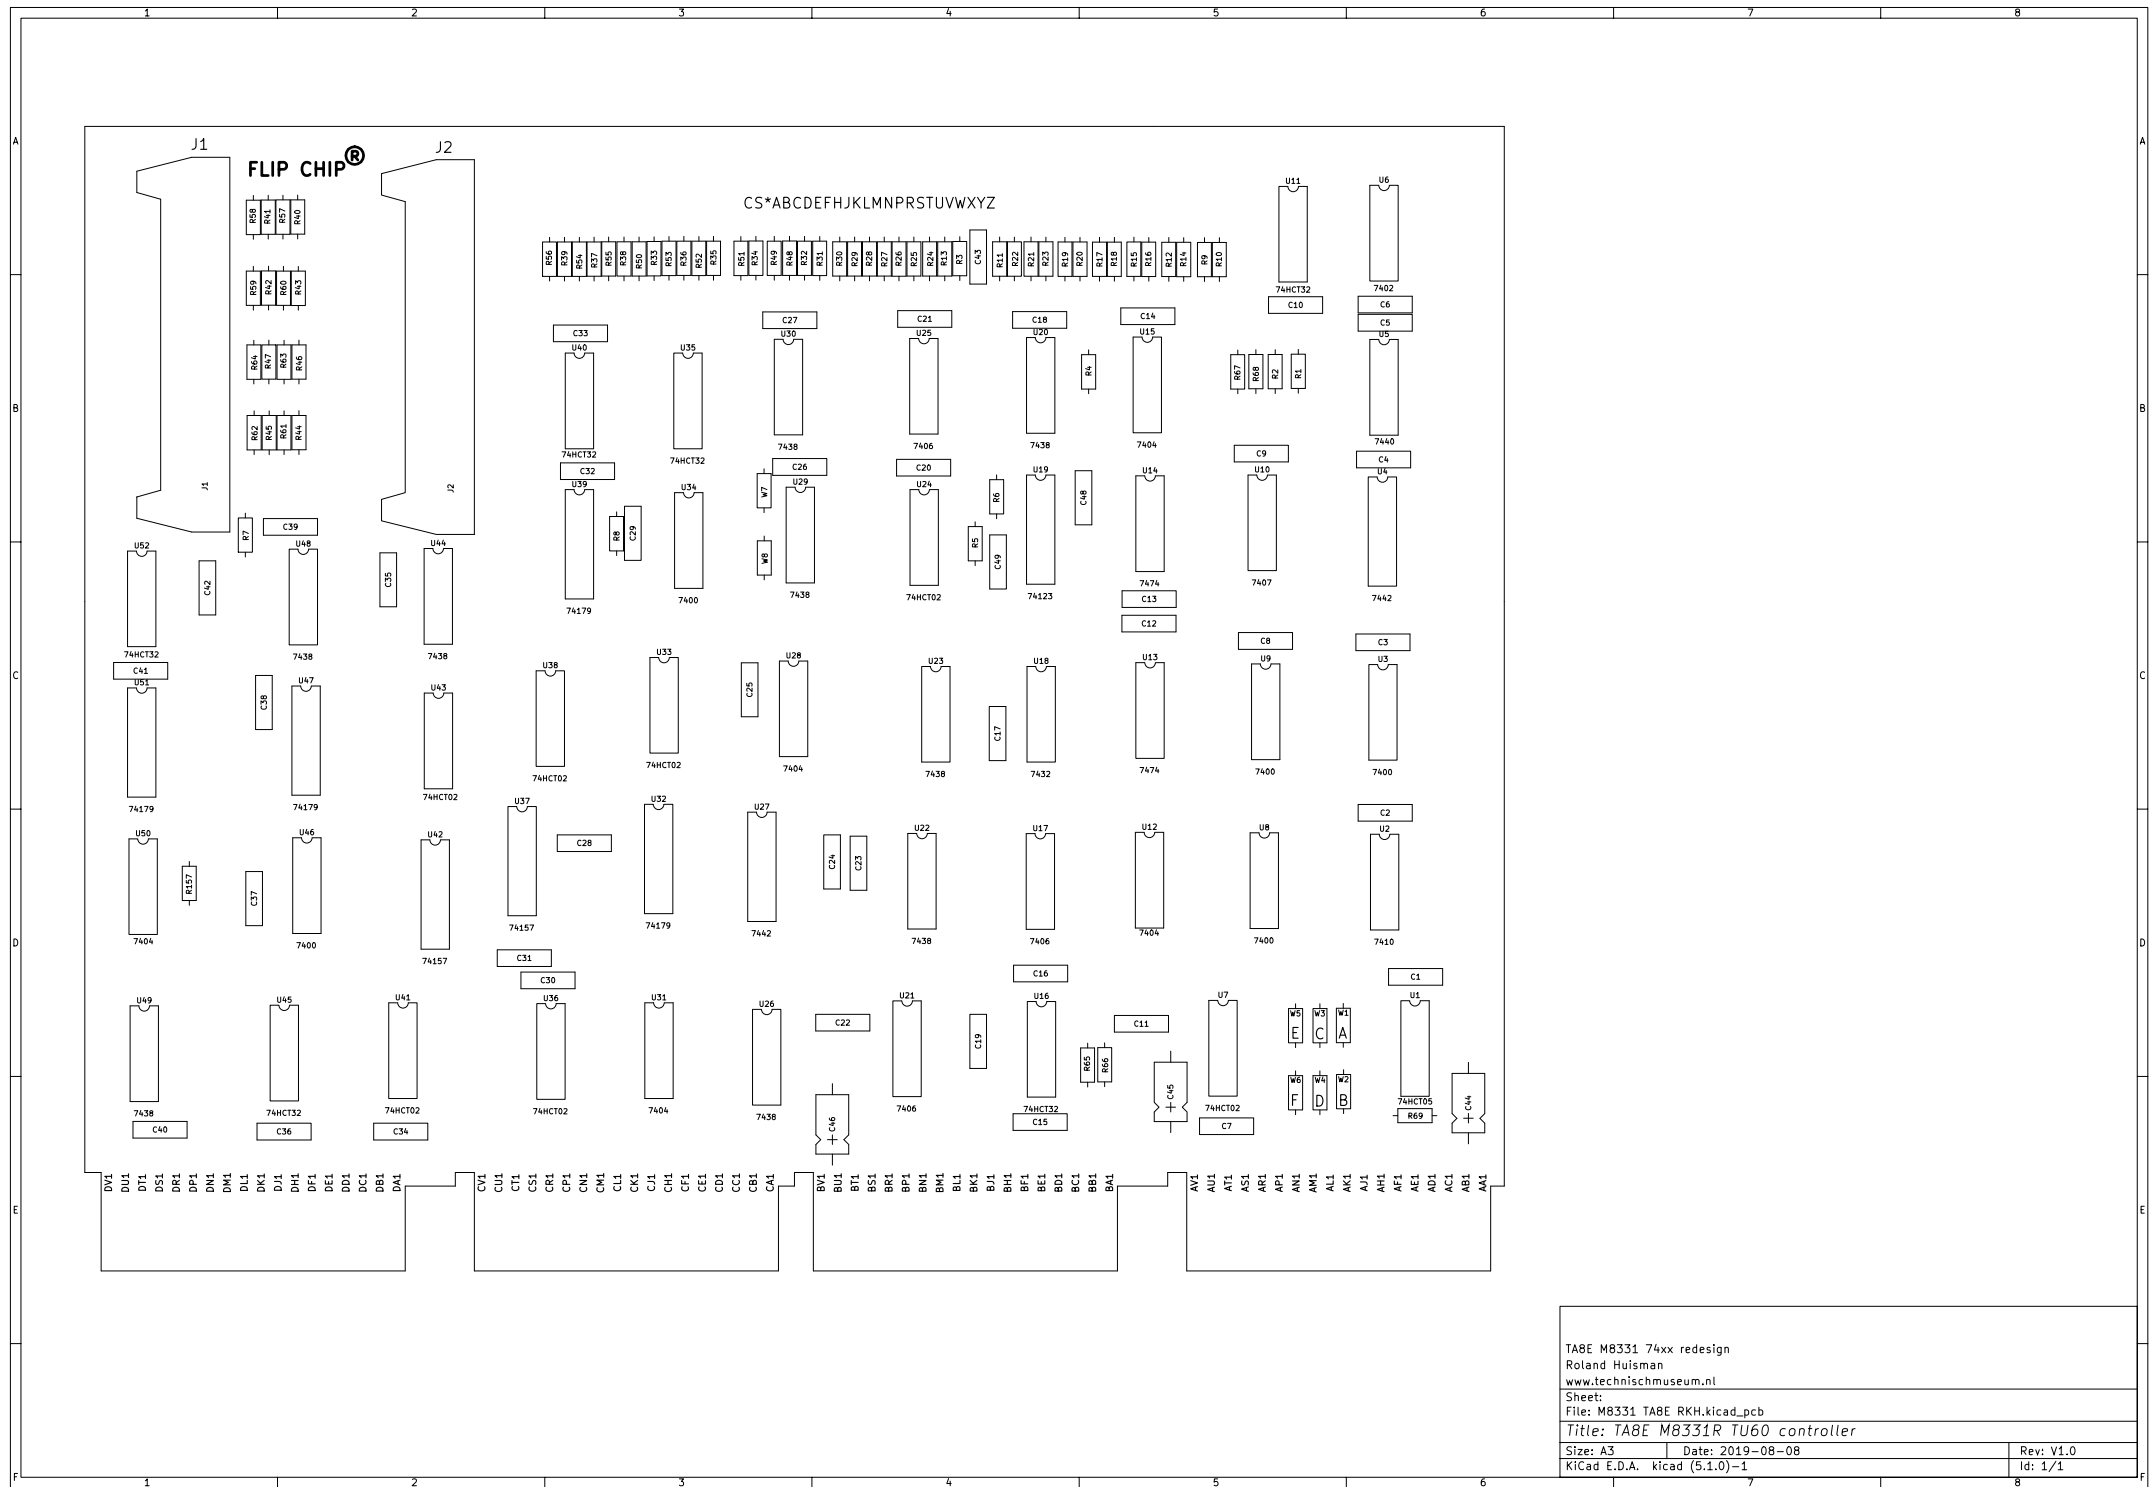 1 2 3 4 5 6 7 8
A A
J1 J2
FLIP CHIP®
U11 U6
CS*ABCDEFHJKLMNPRSTUVWXYZ
R58 R41 R57 R40
R56 R39 R54 R37 R55 R38 R50 R33 R53 R36 R52 R35 R51 R34 R49 R48 R32 R31 R30 R29 R28 R27 R26 R25 R24 R13 R3 C43 R11 R22 R21 R23 R19 R20 R17 R18 R15 R16 R12 R14 R9 R10
R59 R42 R60 R43
74HCT32 7402
C10 C6
C33 C27 C21 C18 C14 C5
U40 U35 U30 U25 U20 U15 U5
R64 R47 R63 R46
R4 R67 R68 R2 R1
B B
R62 R45 R61 R44
74HCT32 74HCT32 7438 7406 7438 7404 7440
C32 C26 C20 C9 C4
J1 J2
U39 U34 W7 U29 U24 R6 U19 C48 U14 U10 U4
R7 C39 R8 C29 W8 R5 C49
U52 U48 U44
C42 C35
74179 7400 7438 74HCT02 74123 7474 7407 7442
C13
C12
74HCT32 7438 7438
C8 C3
C C
C41
U51 U47 U43 U38 U33 U28 U23 U18 U13 U9 U3
C38 C25 C17
74179 74179 74HCT02 74HCT02 74HCT02 7404 7438 7432 7474 7400 7400
C2
U50 U46 U42 U37 U32 U27 U22 U17 U12 U8 U2
C28 C24 C23
R157 C37
7404 7400 74157 74157 74179 7442 7438 7406 7404 7400 7410
D D
C31
C30 C16 C1
U49 U45 U41 U36 U31 U26 U21 U16 U7 U1
C22 C19 C11 W5 W3 W1
E C A
R65 R66 C45 W6 W4 W2
F D B
C46 C44
7438 74HCT32 74HCT02 74HCT02 7404 7438 7406 74HCT32 74HCT02 74HCT05
R69
C40 C36 C34 C15 C7
DV1 DU1 DT1 DS1 DR1 DP1 DN1 DM1 DL1 DK1 DJ1 DH1 DF1 DE1 DD1 DC1 DB1 DA1
CV1 CU1 CT1 CS1 CR1 CP1 CN1 CM1 CL1 CK1 CJ1 CH1 CF1 CE1 CD1 CC1 CB1 CA1
BV1 BU1 BT1 BS1 BR1 BP1 BN1 BM1 BL1 BK1 BJ1 BH1 BF1 BE1 BD1 BC1 BB1 BA1
AV1 AU1 AT1 AS1 AR1 AP1 AN1 AM1 AL1 AK1 AJ1 AH1 AF1 AE1 AD1 AC1 AB1 AA1
E E
TA8E M8331 74xx redesign
Roland Huisman
www.technischmuseum.nl
Sheet:
File: M8331 TA8E RKH.kicad_pcb
Title: TA8E M8331R TU60 controller
Size: A3 Date: 2019-08-08 Rev: V1.0
KiCad E.D.A. kicad (5.1.0)-1 Id: 1/1
F F
1 2 3 4 5 6 7 8